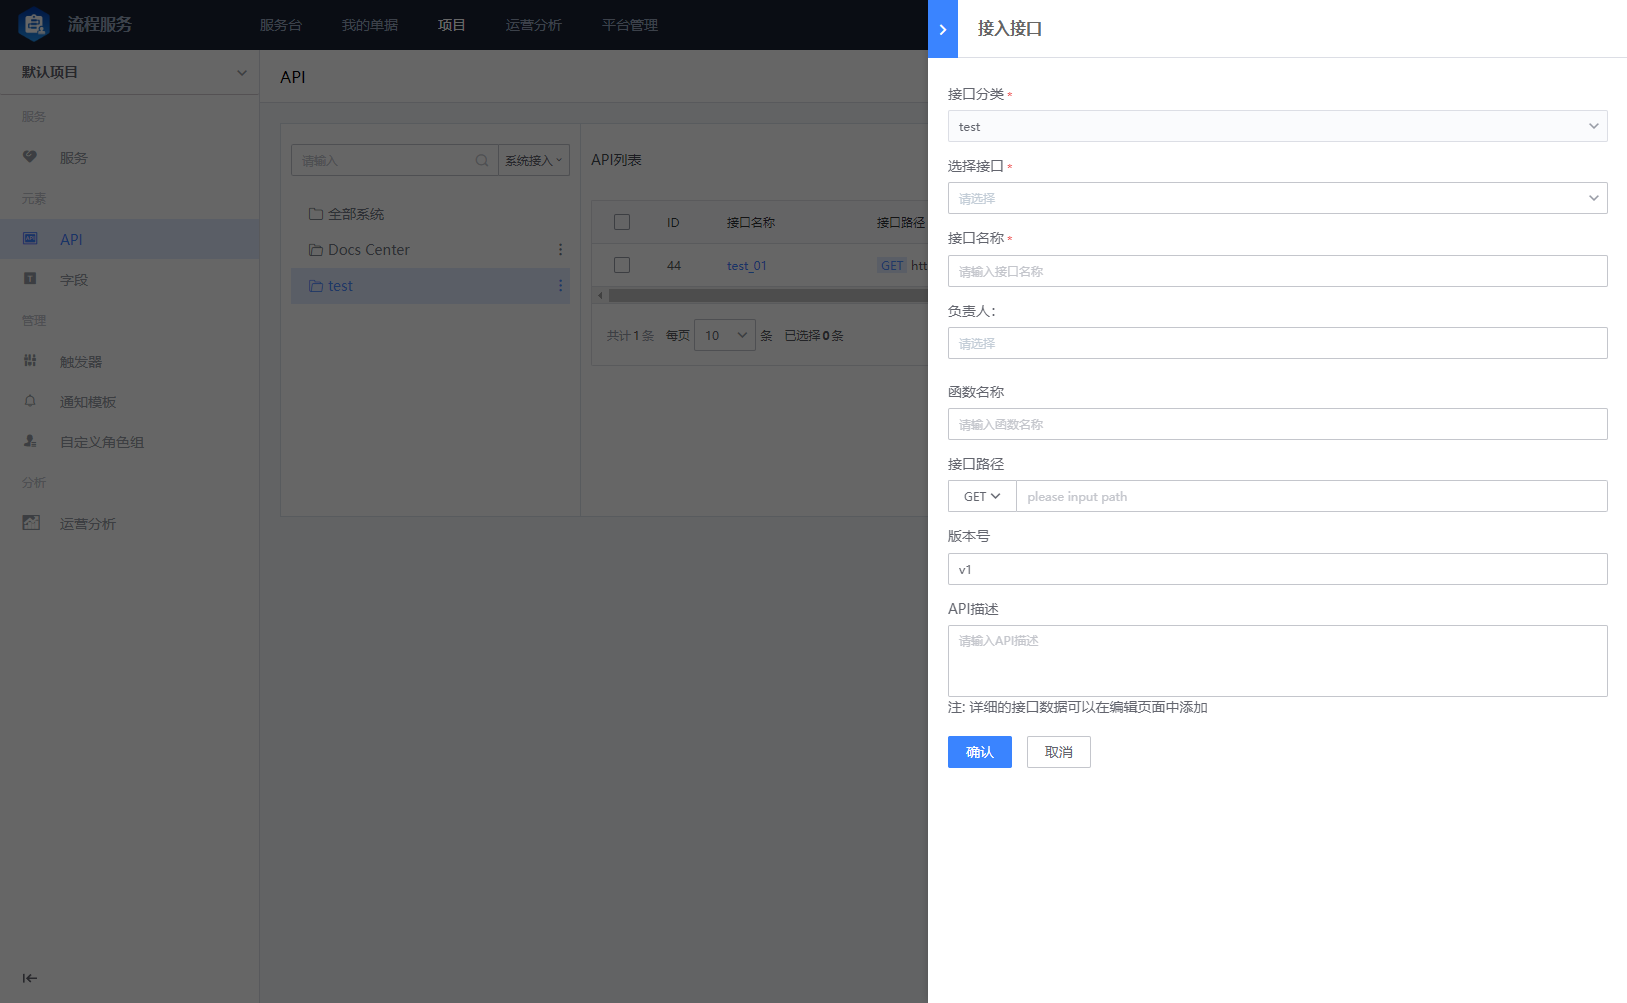 流程服务
服务台 我的单据 项目 运营分析 平台管理
默认项目
服务
服务
元素
API
字段
管理
触发器
通知模板
自定义角色组
分析
运营分析
API
请输入
系统接入
全部系统
Docs Center
test
API列表
ID 接口名称 接口路径
44 test_01 GET htt
共计1条 每页 10 条 已选择0条
接入接口
接口分类 *
test
选择接口 *
请选择
接口名称 *
请输入接口名称
负责人:
请选择
函数名称
请输入函数名称
接口路径
GET please input path
版本号
v1
API描述
请输入API描述
注: 详细的接口数据可以在编辑页面中添加
确认 取消